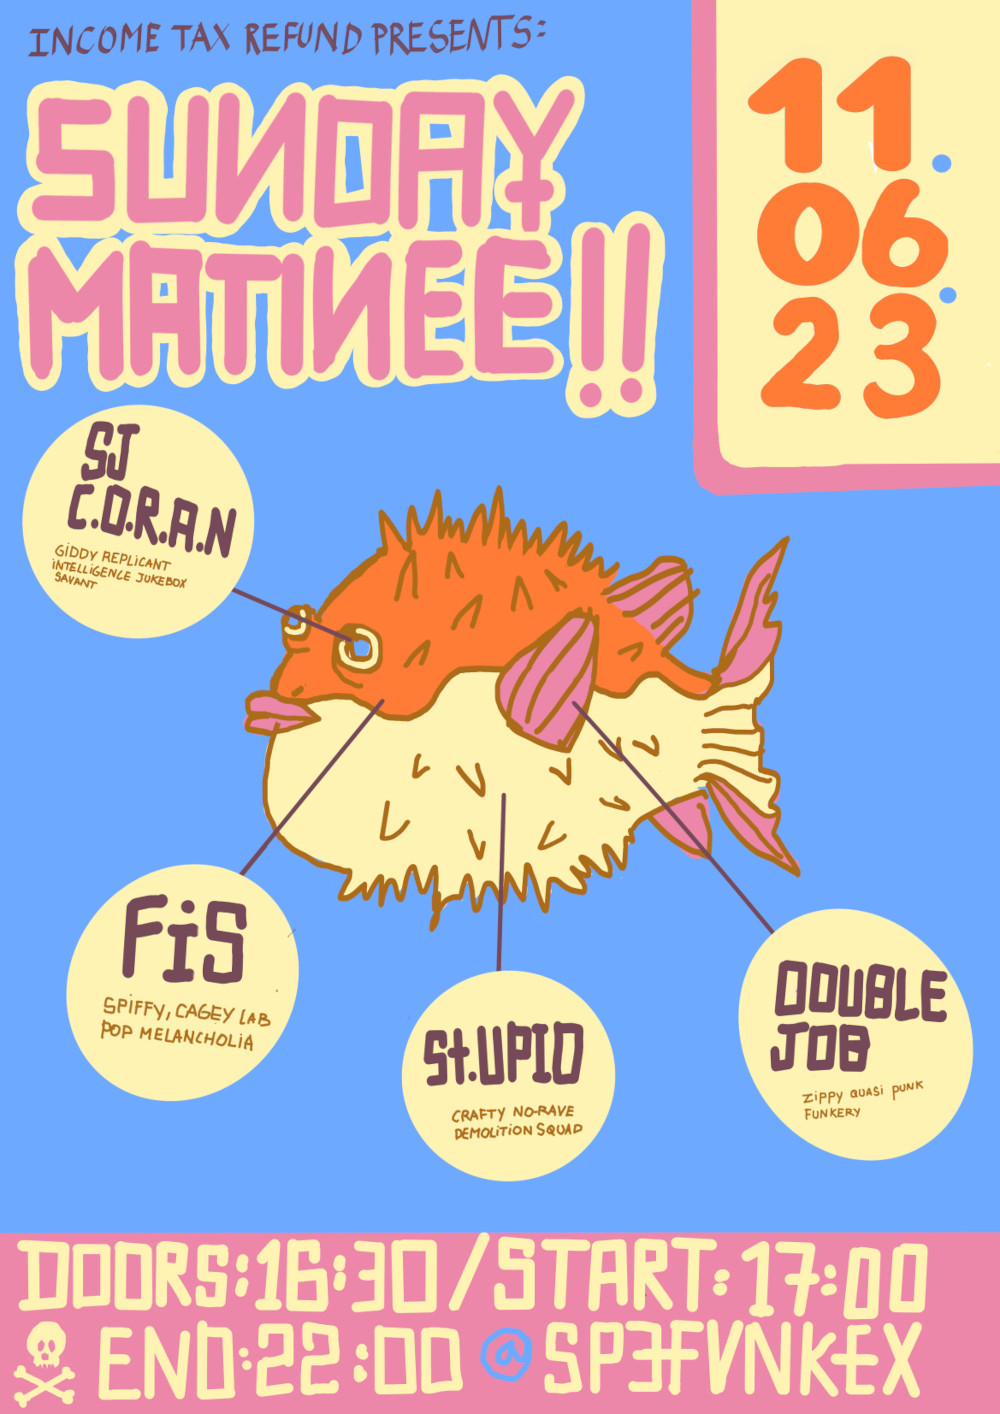 INCOME TAX REFUND PRESENTS:
SUNDAY
MATINEE!!
11.
06.
23
SJ
C.O.R.A.N
GIDDY REPLICANT
INTELLIGENCE JUKEBOX
SAVANT
FIS
SPIFFY, CAGEY LAB
POP MELANCHOLIA
St.UPID
CRAFTY NO-RAVE
DEMOLITION SQUAD
DOUBLE
JOB
ZIPPY QUASI PUNK
FUNKERY
DOORS:16:30/START:17:00
END:22:00 @